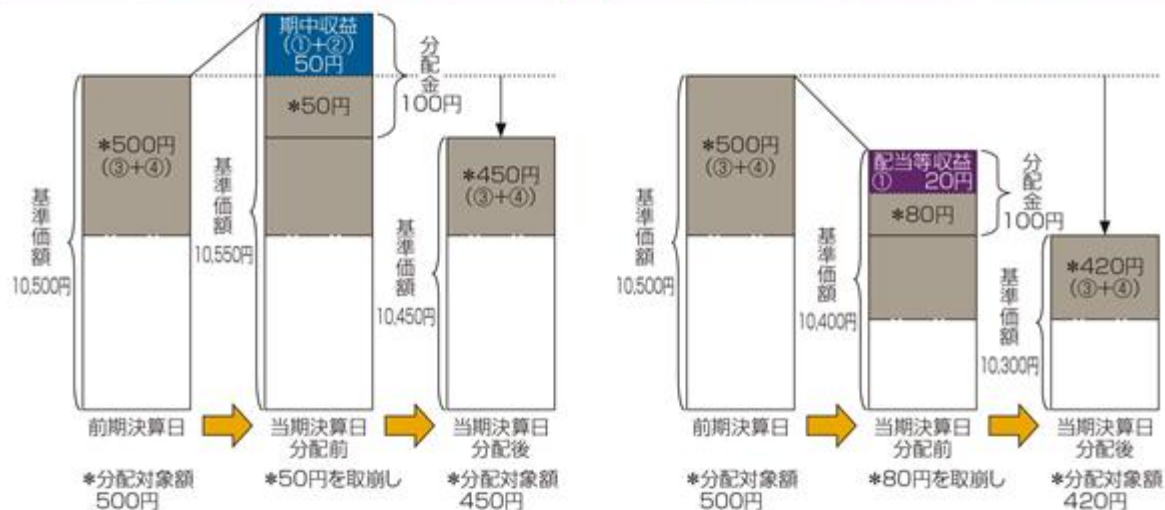 期中収益
(①+②)
50円
*50円
*500円
(③+④)
*450円
(③+④)
分配金
100円
基準価額
10,500円
基準価額
10,550円
基準価額
10,450円
前期決算日
当期決算日
分配前
当期決算日
分配後
*分配対象額
500円
*50円を取崩し
*分配対象額
450円
*500円
(③+④)
配当等収益
① 20円
*80円
*420円
(③+④)
分配金
100円
基準価額
10,500円
基準価額
10,400円
基準価額
10,300円
前期決算日
当期決算日
分配前
当期決算日
分配後
*分配対象額
500円
*80円を取崩し
*分配対象額
420円